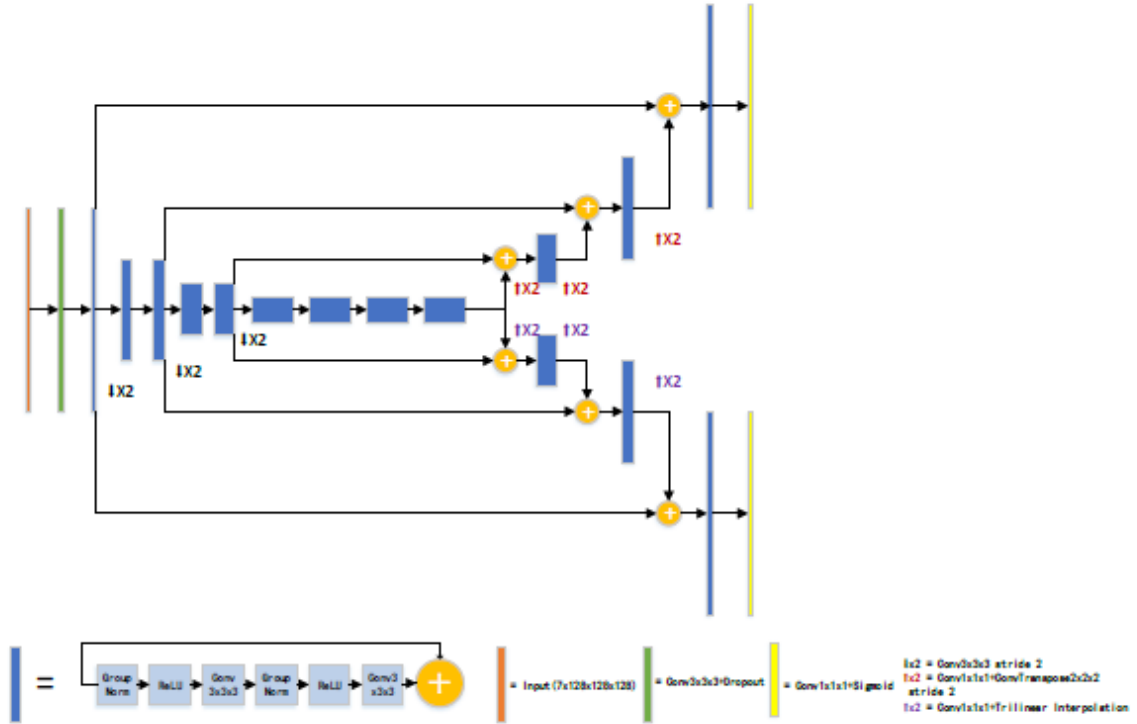 ↑X2
↑X2 ↑X2
↑X2 ↑X2
↓X2
↓X2
↑X2
↓X2
=
Group Norm
ReLU
Conv 3x3x3
Group Norm
ReLU
Conv3 x3x3
= Input(7x128x128x128)
= Conv3x3x3+Dropout
= Conv1x1x1+Sigmoid
x2 = Conv3x3x3 stride 2
↑x2 = Conv1x1x1+ConvTranpose2x2x2
stride 2
↑x2 = Conv1x1x1+Trilinear Interpolation